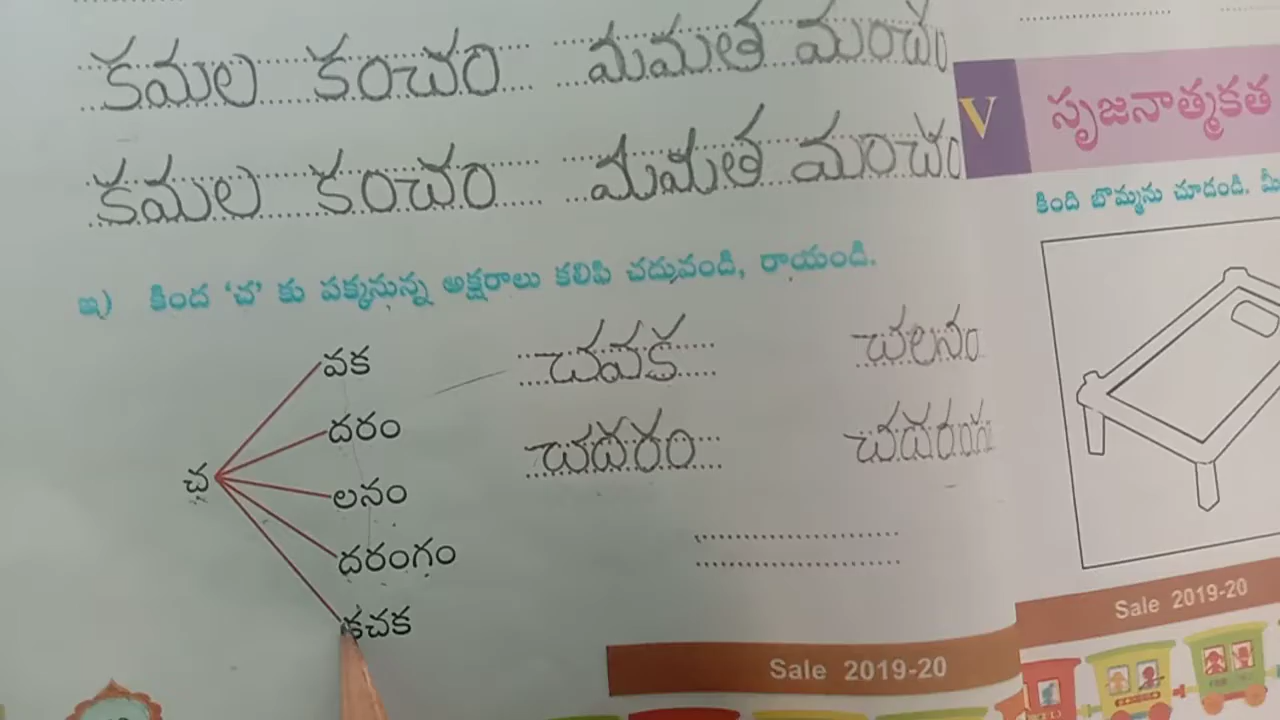 కమల కంచం మమత మంచం
కమల కంచం మమత మంచం
ఇ) కింద ‘చ’ కు పక్కనున్న అక్షరాలు కలిపి చదువండి, రాయండి.
చ
వక
దరం
లనం
దరంగం
కచక
చవక చలనం
చదరం చదరంగం
Sale 2019-20
V సృజనాత్మకత
కింది బొమ్మను చూడండి. మీ
Sale 2019-20